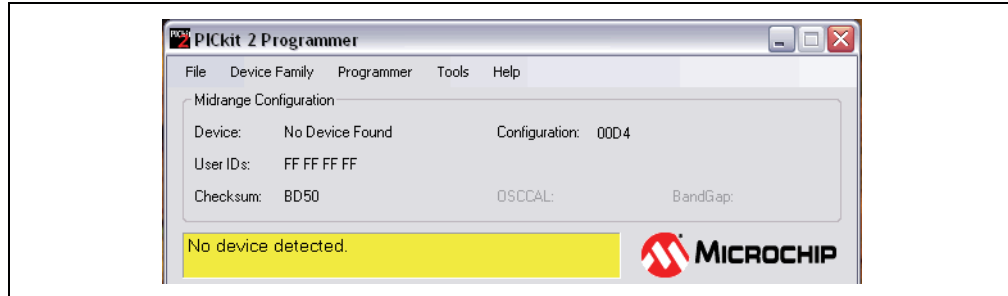 PICkit 2 Programmer
File Device Family Programmer Tools Help
Midrange Configuration
Device: No Device Found Configuration: 00D4
User IDs: FF FF FF FF
Checksum: BD50 OSCCAL: BandGap:
No device detected.
MICROCHIP